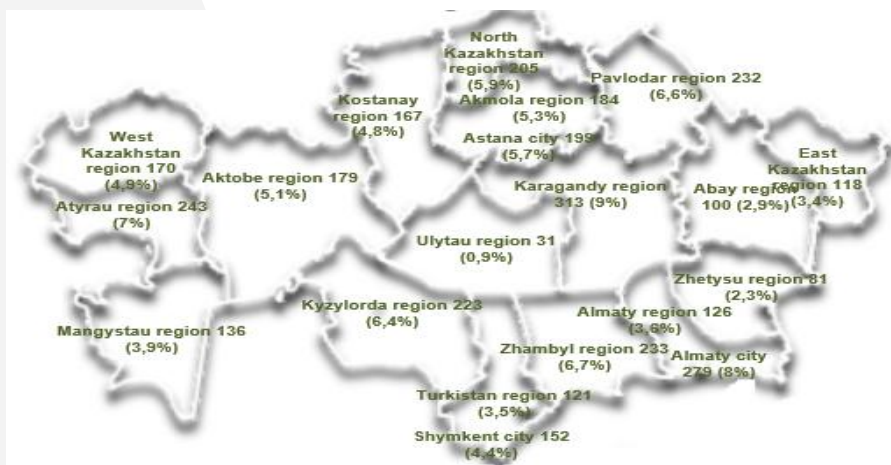 North
Kazakhstan
region 205
(5,9%)
Pavlodar region 232
(6,6%)
Kostanay
region 167
(4,8%)
Akmola region 184
(5,3%)
Astana city 199
(5,7%)
West
Kazakhstan
region 170
(4,9%)
Aktobe region 179
(5,1%)
Atyrau region 243
(7%)
Karagandy region
313 (9%)
Abay region
100 (2,9%)
East
Kazakhstan
region 118
(3,4%)
Ulytau region 31
(0,9%)
Zhetysu region 81
(2,3%)
Kyzylorda region 223
(6,4%)
Almaty region 126
(3,6%)
Mangystau region 136
(3,9%)
Zhambyl region 233
(6,7%)
Almaty city
279 (8%)
Turkistan region 121
(3,5%)
Shymkent city 152
(4,4%)